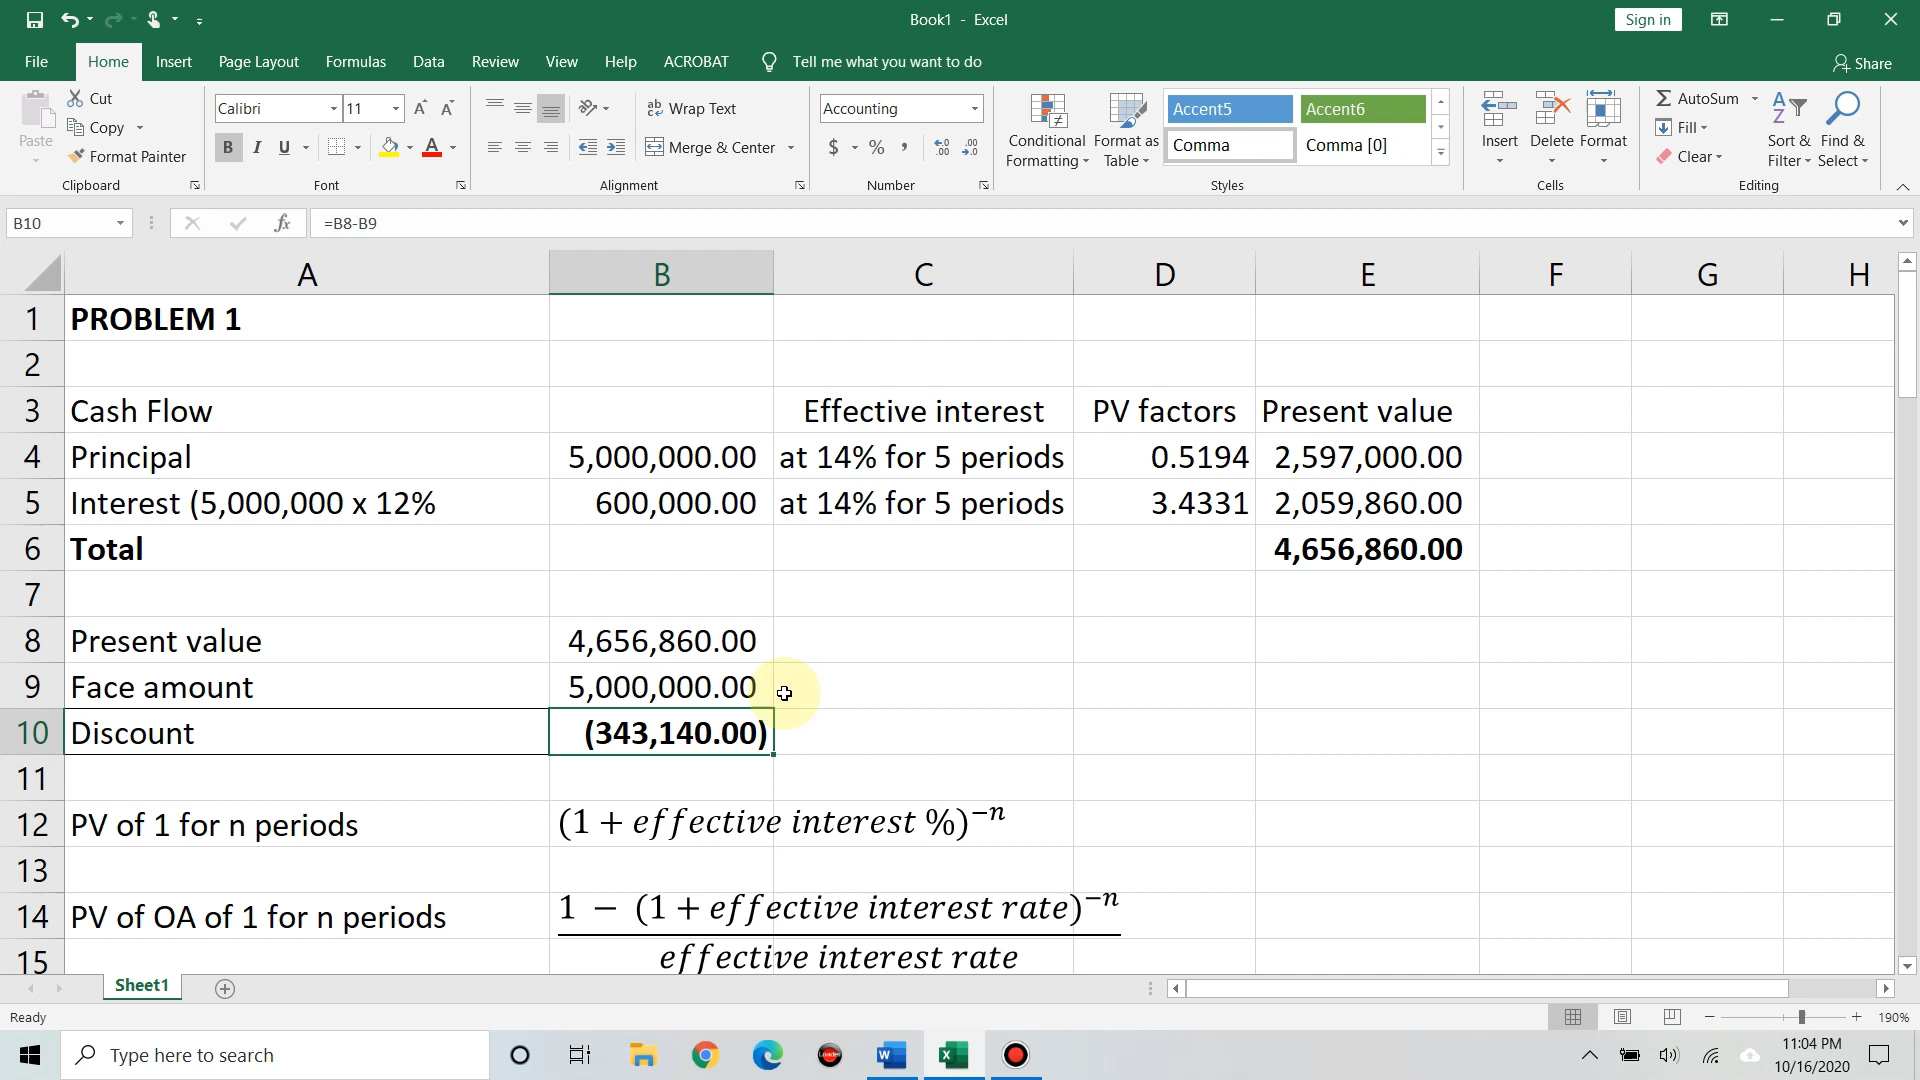 Book1 - Excel
Sign in
File Home Insert Page Layout Formulas Data Review View Help ACROBAT Tell me what you want to do Share
Paste
Cut
Copy
Format Painter
Clipboard
Calibri 11
B I U A
Font
Wrap Text
Merge & Center
Alignment
Accounting
$ % ,
Number
Conditional Formatting
Format as Table
Accent5 Accent6
Comma Comma [0]
Styles
Insert Delete Format
Cells
AutoSum
Fill
Clear
Sort & Filter
Find & Select
Editing
B10 fx =B8-B9
A B C D E F G H
1 PROBLEM 1
2
3 Cash Flow Effective interest PV factors Present value
4 Principal 5,000,000.00 at 14% for 5 periods 0.5194 2,597,000.00
5 Interest (5,000,000 x 12% 600,000.00 at 14% for 5 periods 3.4331 2,059,860.00
6 Total 4,656,860.00
7
8 Present value 4,656,860.00
9 Face amount 5,000,000.00
10 Discount (343,140.00)
11
12 PV of 1 for n periods (1 + effective interest %)⁻ⁿ
13
14 PV of OA of 1 for n periods 1 − (1 + effective interest rate)⁻ⁿ
15 effective interest rate
Sheet1
Ready
190%
Type here to search
Loader
11:04 PM
10/16/2020